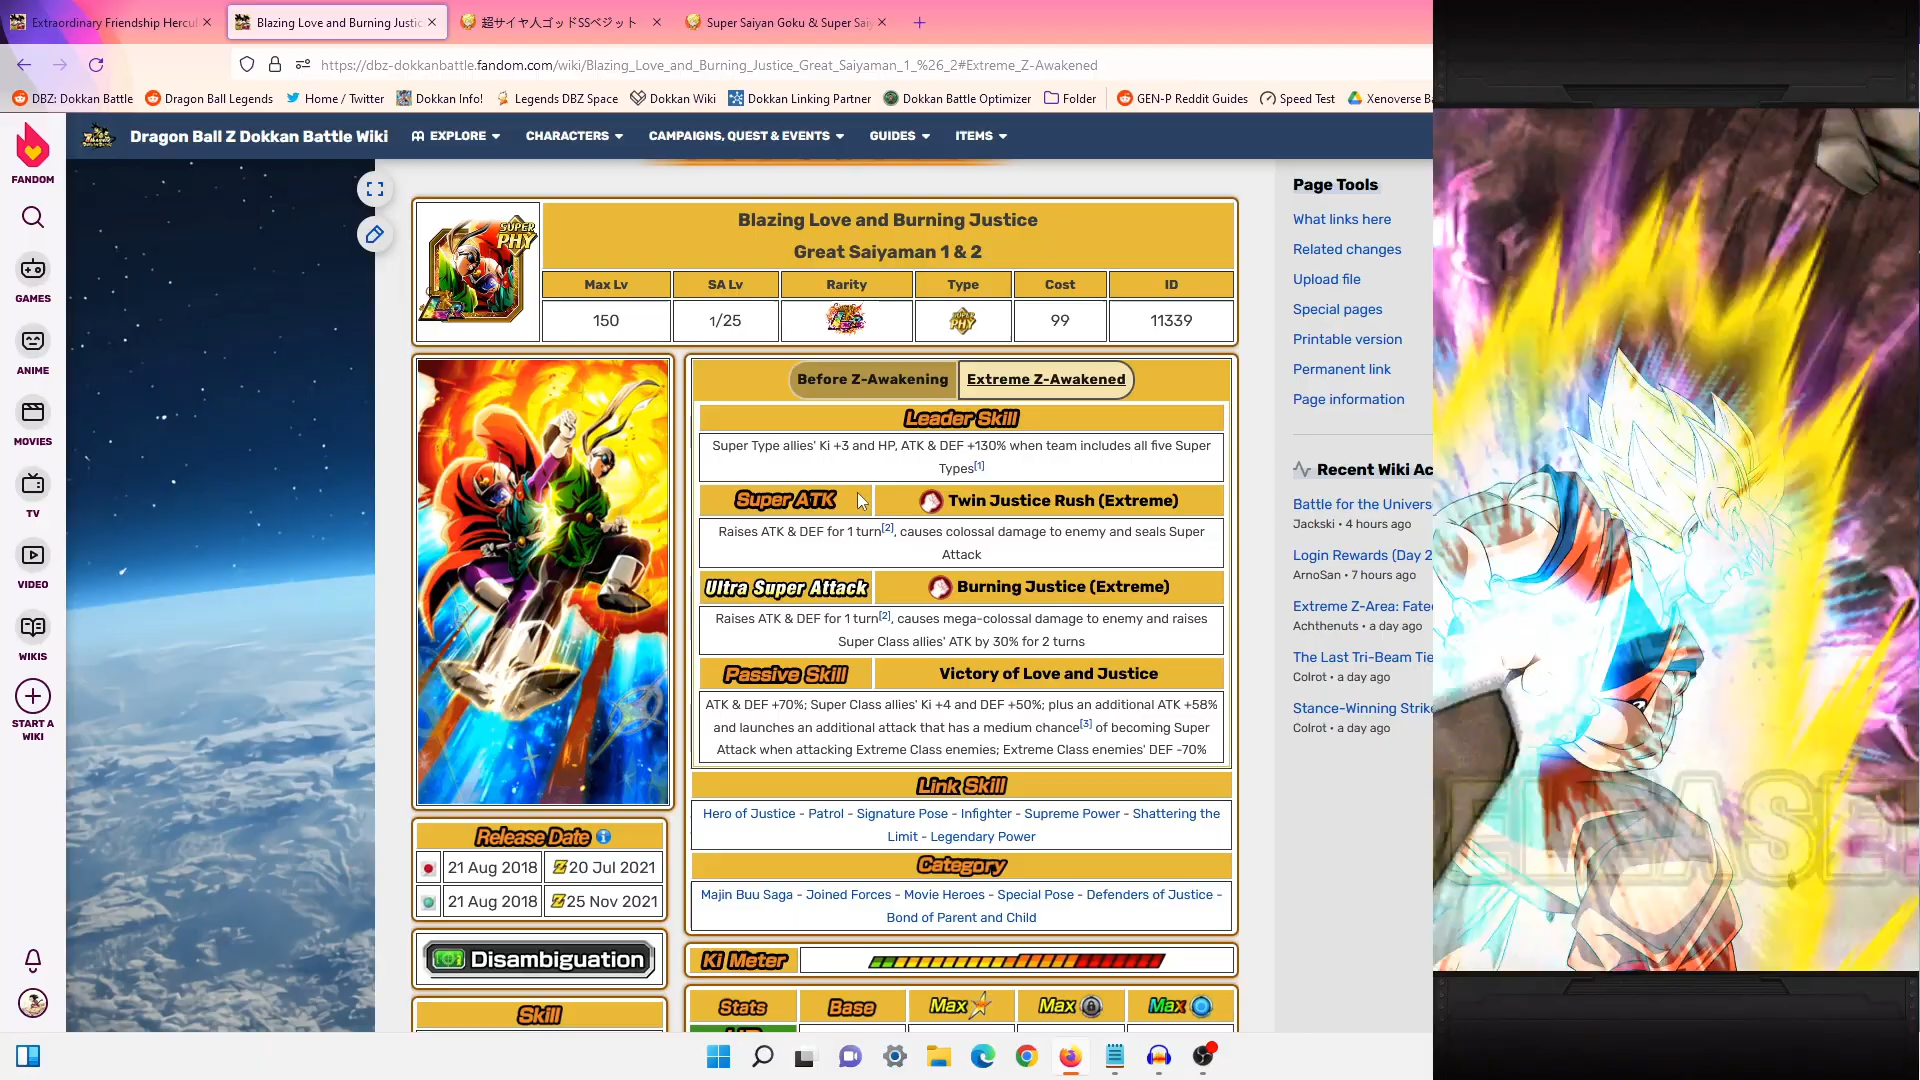 Extraordinary Friendship Hercul
Blazing Love and Burning Justic
超サイヤ人ゴッドSSベジット
Super Saiyan Goku & Super Sai
https://dbz-dokkanbattle.fandom.com/wiki/Blazing_Love_and_Burning_Justice_Great_Saiyaman_1_%26_2#Extreme_Z-Awakened
DBZ: Dokkan Battle
Dragon Ball Legends
Home / Twitter
Dokkan Info!
Legends DBZ Space
Dokkan Wiki
Dokkan Linking Partner
Dokkan Battle Optimizer
Folder
GEN-P Reddit Guides
Speed Test
Xenoverse Ba
Dragon Ball Z Dokkan Battle Wiki
EXPLORE
CHARACTERS
CAMPAIGNS, QUEST & EVENTS
GUIDES
ITEMS
FANDOM
GAMES
ANIME
MOVIES
TV
VIDEO
WIKIS
START A
WIKI
SUPER
PHY
Blazing Love and Burning Justice
Great Saiyaman 1 & 2
Max Lv
SA Lv
Rarity
Type
Cost
ID
150
1/25
SUPER
PHY
99
11339
Before Z-Awakening
Extreme Z-Awakened
Leader Skill
Super Type allies' Ki +3 and HP, ATK & DEF +130% when team includes all five Super
Types[1]
Super ATK
Twin Justice Rush (Extreme)
Raises ATK & DEF for 1 turn[2], causes colossal damage to enemy and seals Super
Attack
Ultra Super Attack
Burning Justice (Extreme)
Raises ATK & DEF for 1 turn[2], causes mega-colossal damage to enemy and raises
Super Class allies' ATK by 30% for 2 turns
Passive Skill
Victory of Love and Justice
ATK & DEF +70%; Super Class allies' Ki +4 and DEF +50%; plus an additional ATK +58%
and launches an additional attack that has a medium chance[3] of becoming Super
Attack when attacking Extreme Class enemies; Extreme Class enemies' DEF -70%
Link Skill
Hero of Justice - Patrol - Signature Pose - Infighter - Supreme Power - Shattering the
Limit - Legendary Power
Category
Majin Buu Saga - Joined Forces - Movie Heroes - Special Pose - Defenders of Justice -
Bond of Parent and Child
Ki Meter
Stats
Base
Max
Max
Max
Release Date
21 Aug 2018
Z 20 Jul 2021
21 Aug 2018
Z 25 Nov 2021
Disambiguation
Skill
Page Tools
What links here
Related changes
Upload file
Special pages
Printable version
Permanent link
Page information
Recent Wiki Ac
Battle for the Univers
Jackski • 4 hours ago
Login Rewards (Day 2
ArnoSan • 7 hours ago
Extreme Z-Area: Fated
Achthenuts • a day ago
The Last Tri-Beam Tie
Colrot • a day ago
Stance-Winning Strike
Colrot • a day ago